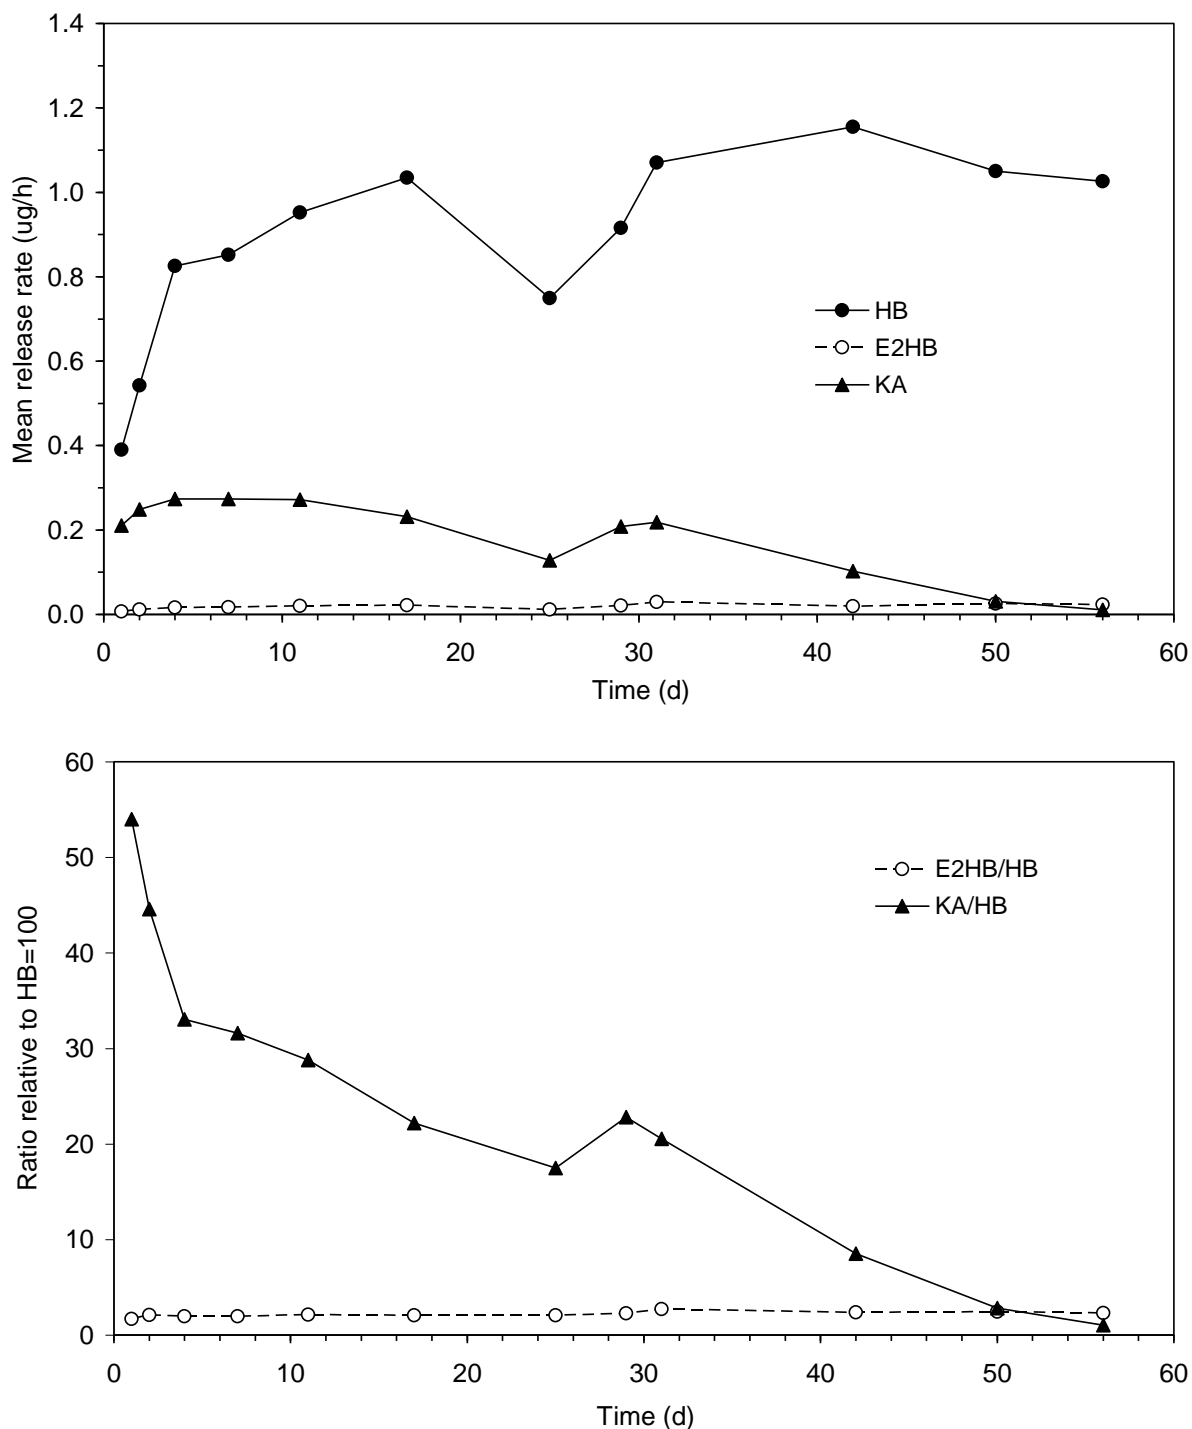 1.4
1.2
1.0
0.8
0.6
0.4
0.2
0.0
Mean release rate (ug/h)
HB
E2HB
KA
0 10 20 30 40 50 60
Time (d)
60
50
40
30
20
10
0
Ratio relative to HB=100
E2HB/HB
KA/HB
0 10 20 30 40 50 60
Time (d)